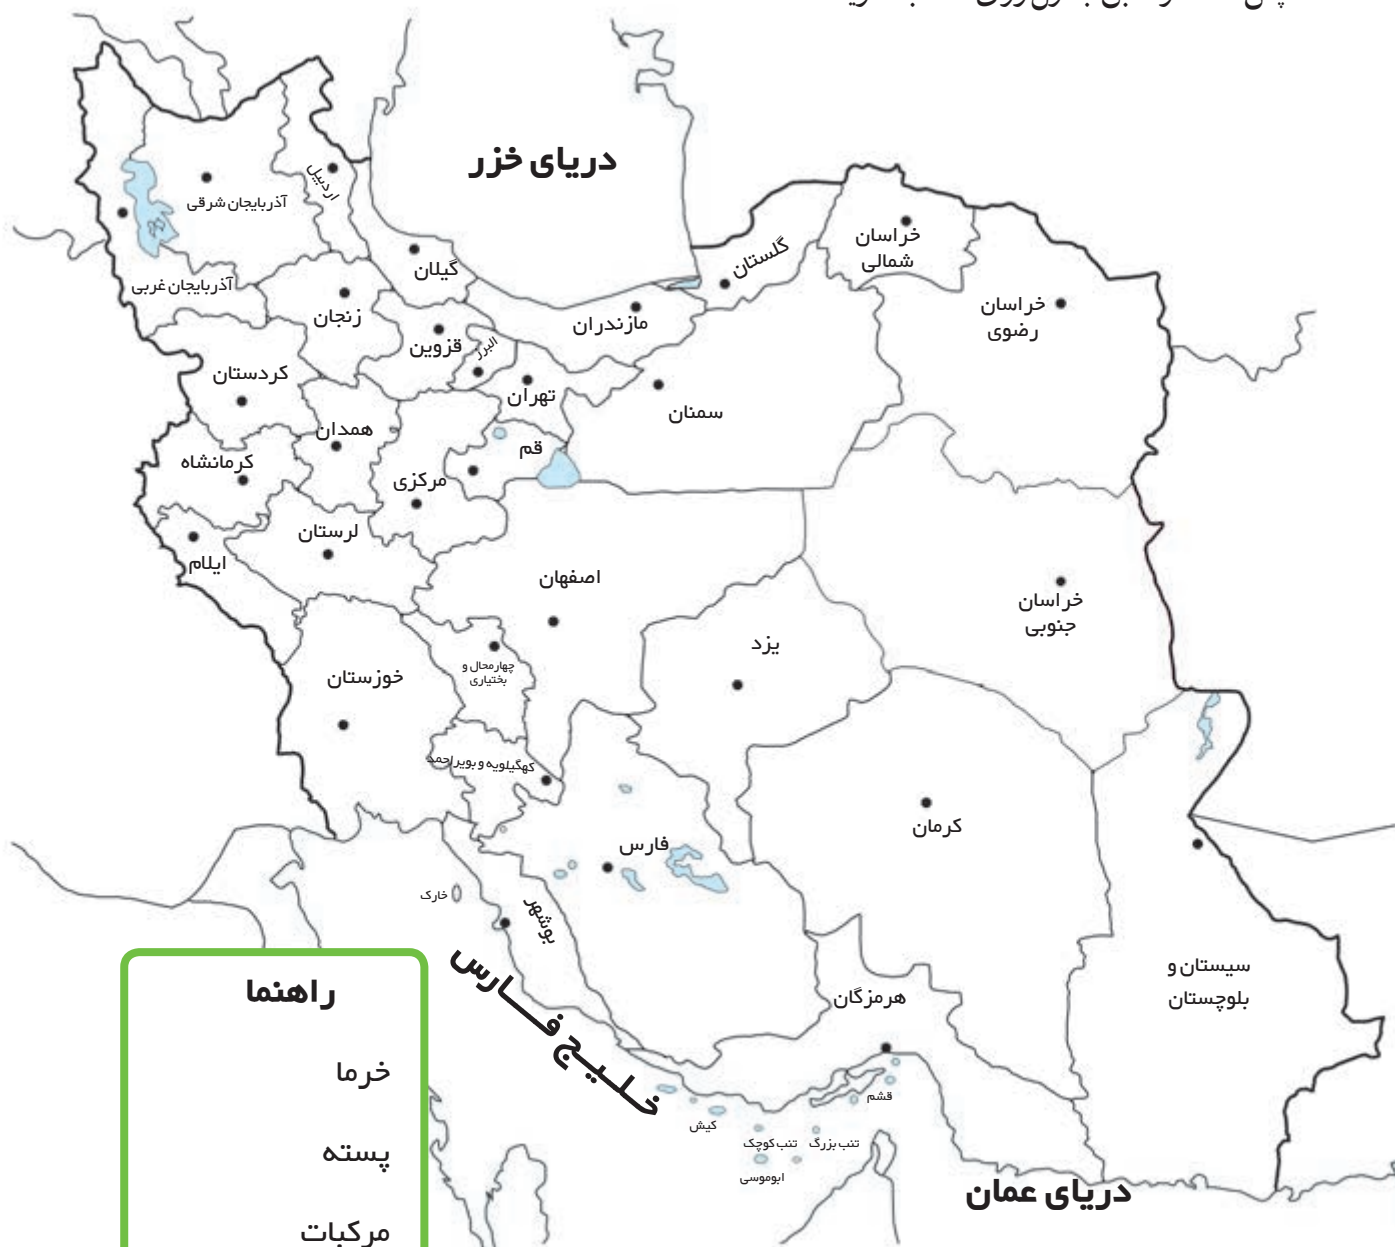 دریای خزر
آذربایجان شرقی
اردبیل
آذربایجان غربی
گیلان
زنجان
قزوین
البرز
مازندران
گلستان
خراسان
شمالی
خراسان
رضوی
کردستان
همدان
تهران
سمنان
قم
کرمانشاه
مرکزی
لرستان
ایلام
اصفهان
خراسان
جنوبی
یزد
چهارمحال و
بختیاری
خوزستان
کهگیلویه و بویراحمد
فارس
کرمان
خارک
بوشهر
سیستان و
بلوچستان
هرمزگان
خلیج فـــارس
قشم
کیش
تنب کوچک
تنب بزرگ
ابوموسی
دریای عمان
راهنما
خرما
پسته
مرکبات